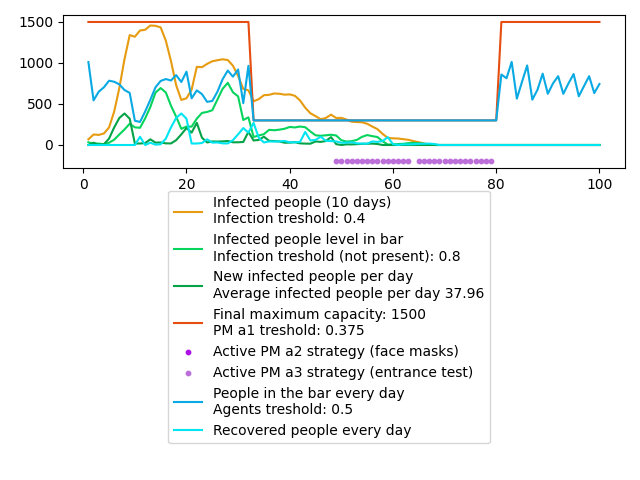 1500
1000
500
0
0 20 40 60 80 100
Infected people (10 days)
Infection treshold: 0.4
Infected people level in bar
Infection treshold (not present): 0.8
New infected people per day
Average infected people per day 37.96
Final maximum capacity: 1500
PM a1 treshold: 0.375
Active PM a2 strategy (face masks)
Active PM a3 strategy (entrance test)
People in the bar every day
Agents treshold: 0.5
Recovered people every day